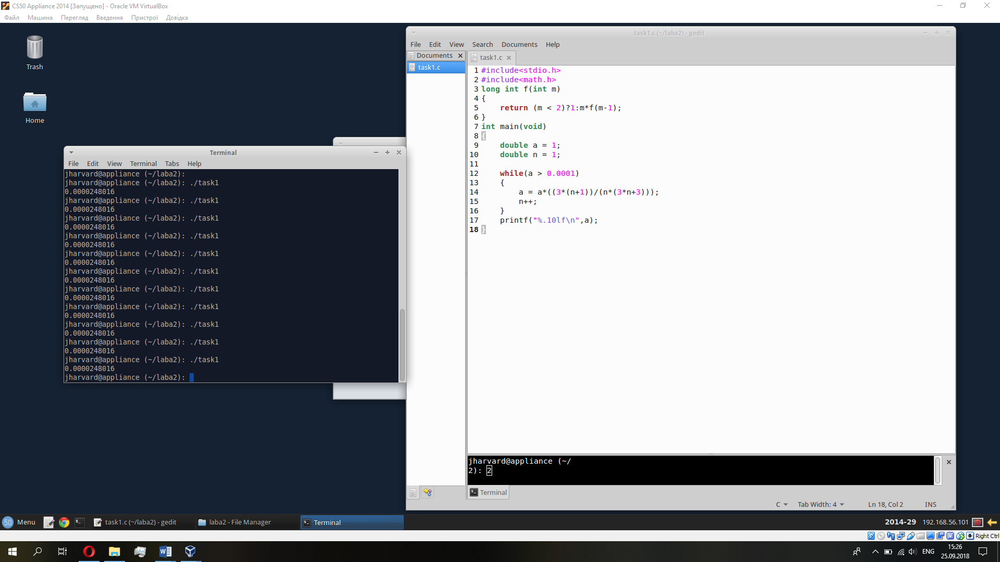 CS50 Appliance 2014 [Запущено] - Oracle VM VirtualBox
Файл Машина Перегляд Введення Пристрої Довідка
Trash
Home
task1.c (~/laba2) - gedit
File Edit View Search Documents Help
Documents
task1.c
task1.c
1 #include<stdio.h>
2 #include<math.h>
3 long int f(int m)
4 {
5     return (m < 2)?1:m*f(m-1);
6 }
7 int main(void)
8 {
9     double a = 1;
10     double n = 1;
11
12     while(a > 0.0001)
13     {
14         a = a*((3*(n+1))/(n*(3*n+3)));
15         n++;
16     }
17     printf("%.10lf\n",a);
18 }
jharvard@appliance (~/
2): 2
Terminal
C Tab Width: 4 Ln 18, Col 2 INS
Terminal
File Edit View Terminal Tabs Help
jharvard@appliance (~/laba2):
jharvard@appliance (~/laba2): ./task1
0.0000248016
jharvard@appliance (~/laba2): ./task1
0.0000248016
jharvard@appliance (~/laba2): ./task1
0.0000248016
jharvard@appliance (~/laba2): ./task1
0.0000248016
jharvard@appliance (~/laba2): ./task1
0.0000248016
jharvard@appliance (~/laba2): ./task1
0.0000248016
jharvard@appliance (~/laba2): ./task1
0.0000248016
jharvard@appliance (~/laba2): ./task1
0.0000248016
jharvard@appliance (~/laba2): ./task1
0.0000248016
jharvard@appliance (~/laba2): ./task1
0.0000248016
jharvard@appliance (~/laba2): ./task1
0.0000248016
jharvard@appliance (~/laba2):
50 Menu task1.c (~/laba2) - gedit laba2 - File Manager Terminal 2014-29 192.168.56.101
Right Ctrl
ENG 15:26
25.09.2018